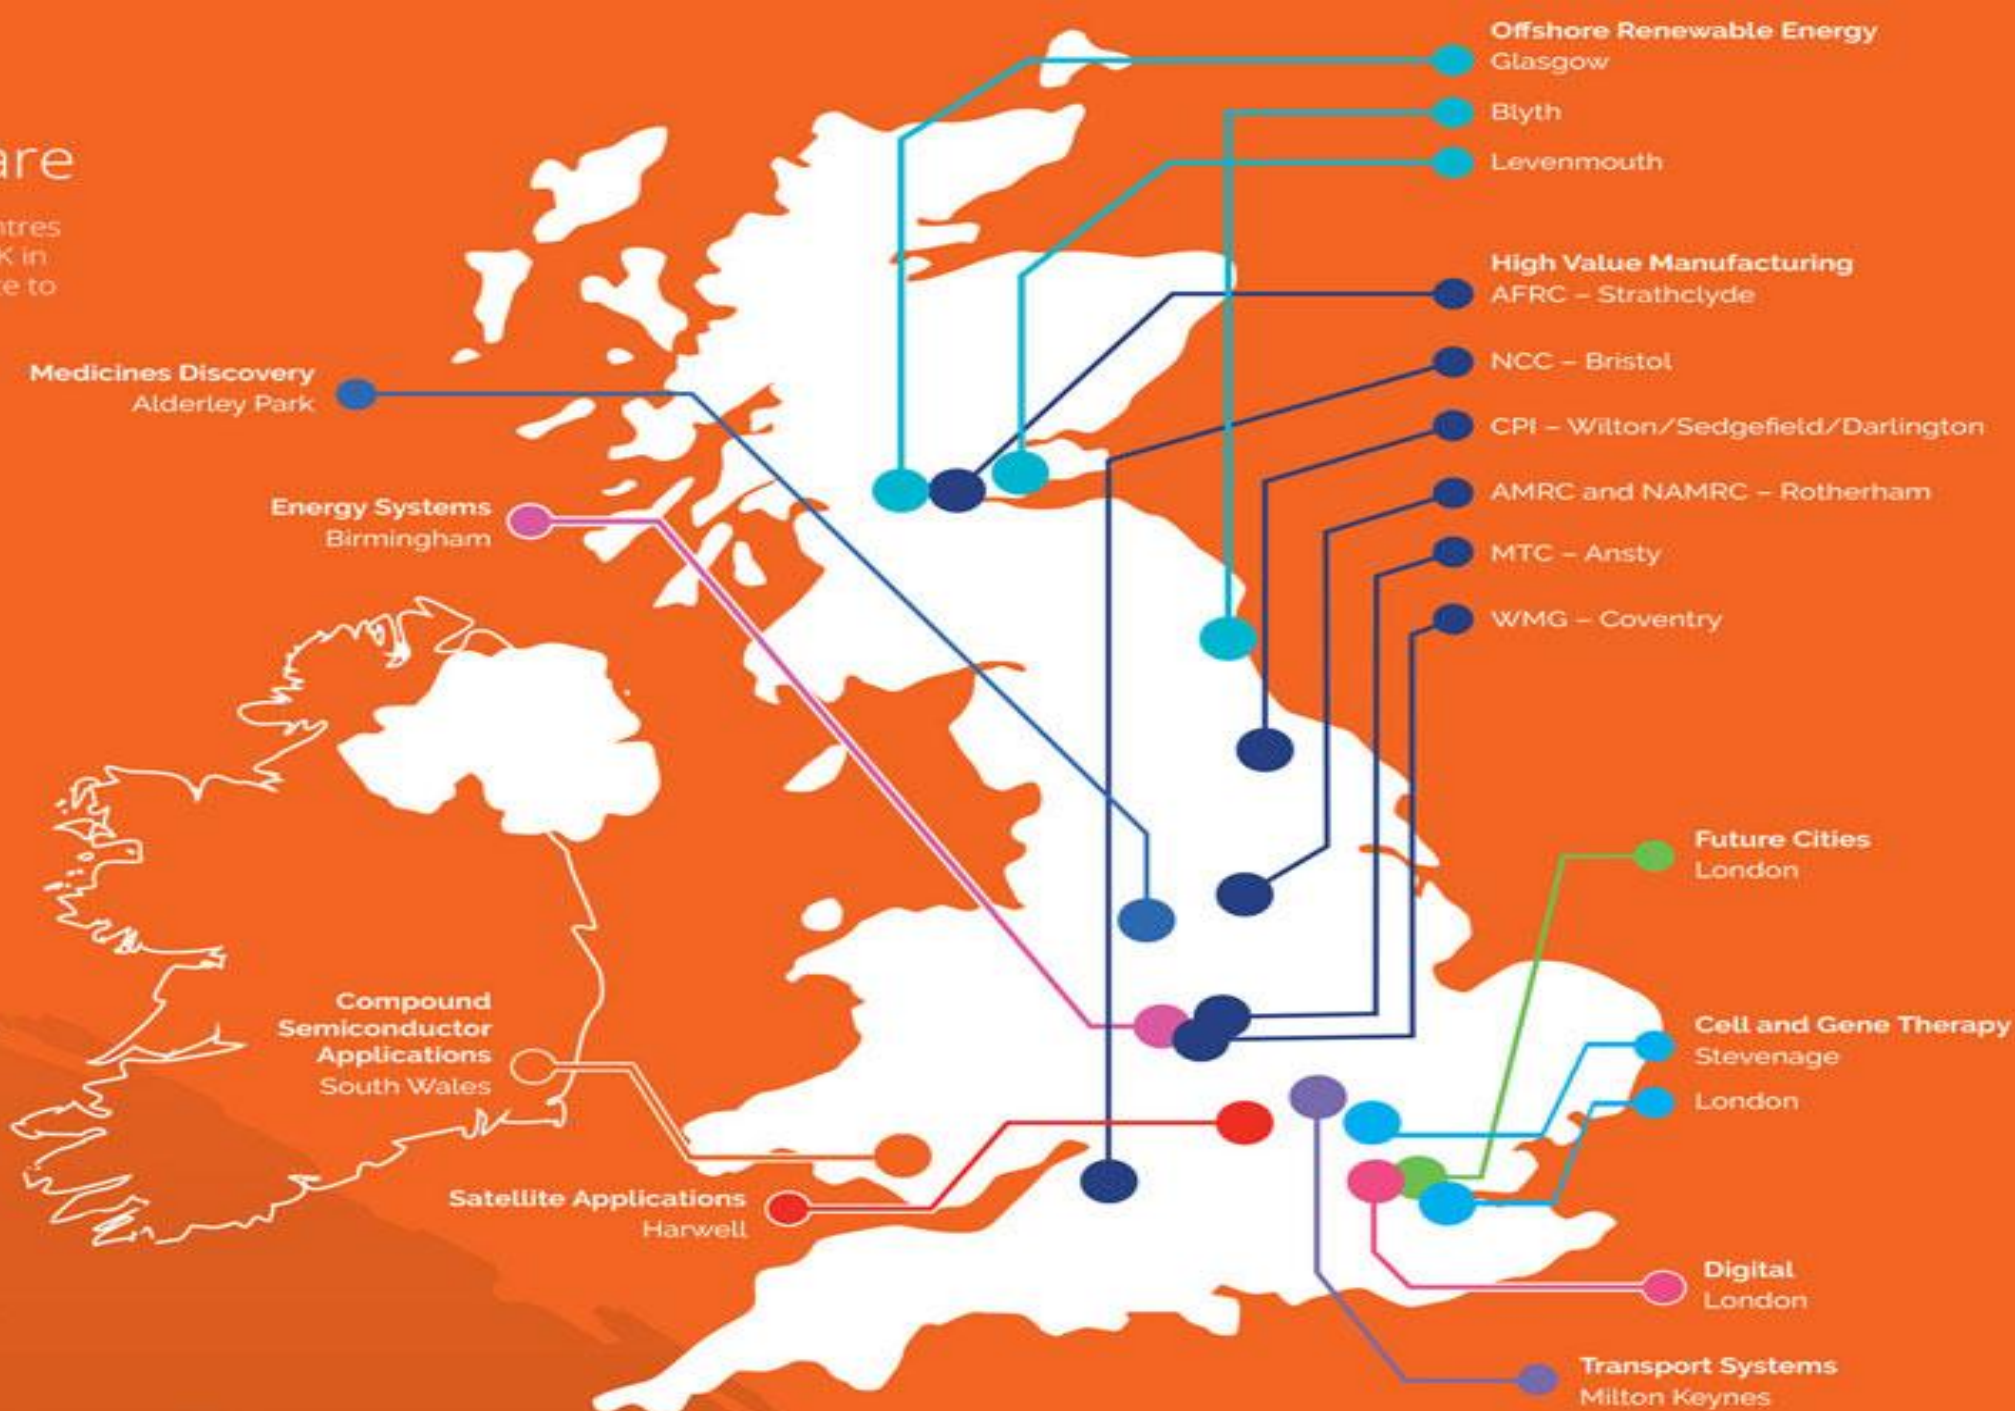 are
ntres
K in
te to
Offshore Renewable Energy
Glasgow
Blyth
Levenmouth
High Value Manufacturing
AFRC – Strathclyde
NCC – Bristol
CPI – Wilton/Sedgefield/Darlington
AMRC and NAMRC – Rotherham
MTC – Ansty
WMG – Coventry
Medicines Discovery
Alderley Park
Energy Systems
Birmingham
Compound
Semiconductor
Applications
South Wales
Satellite Applications
Harwell
Future Cities
London
Cell and Gene Therapy
Stevenage
London
Digital
London
Transport Systems
Milton Keynes